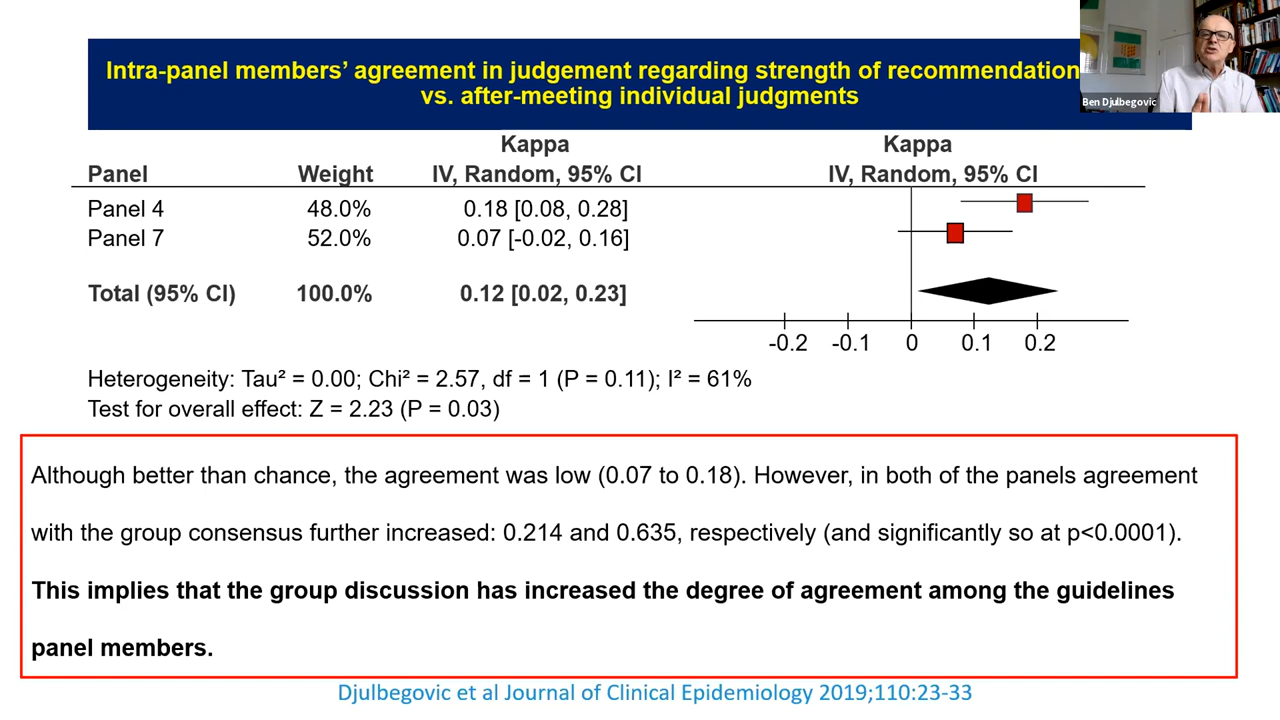 Intra-panel members' agreement in judgement regarding strength of recommendation
vs. after-meeting individual judgments
Ben Djulbegovic
Kappa Kappa
Panel Weight IV, Random, 95% CI IV, Random, 95% CI
Panel 4 48.0% 0.18 [0.08, 0.28]
Panel 7 52.0% 0.07 [-0.02, 0.16]
Total (95% CI) 100.0% 0.12 [0.02, 0.23]
-0.2 -0.1 0 0.1 0.2
Heterogeneity: Tau² = 0.00; Chi² = 2.57, df = 1 (P = 0.11); I² = 61%
Test for overall effect: Z = 2.23 (P = 0.03)
Although better than chance, the agreement was low (0.07 to 0.18). However, in both of the panels agreement
with the group consensus further increased: 0.214 and 0.635, respectively (and significantly so at p<0.0001).
This implies that the group discussion has increased the degree of agreement among the guidelines
panel members.
Djulbegovic et al Journal of Clinical Epidemiology 2019;110:23-33